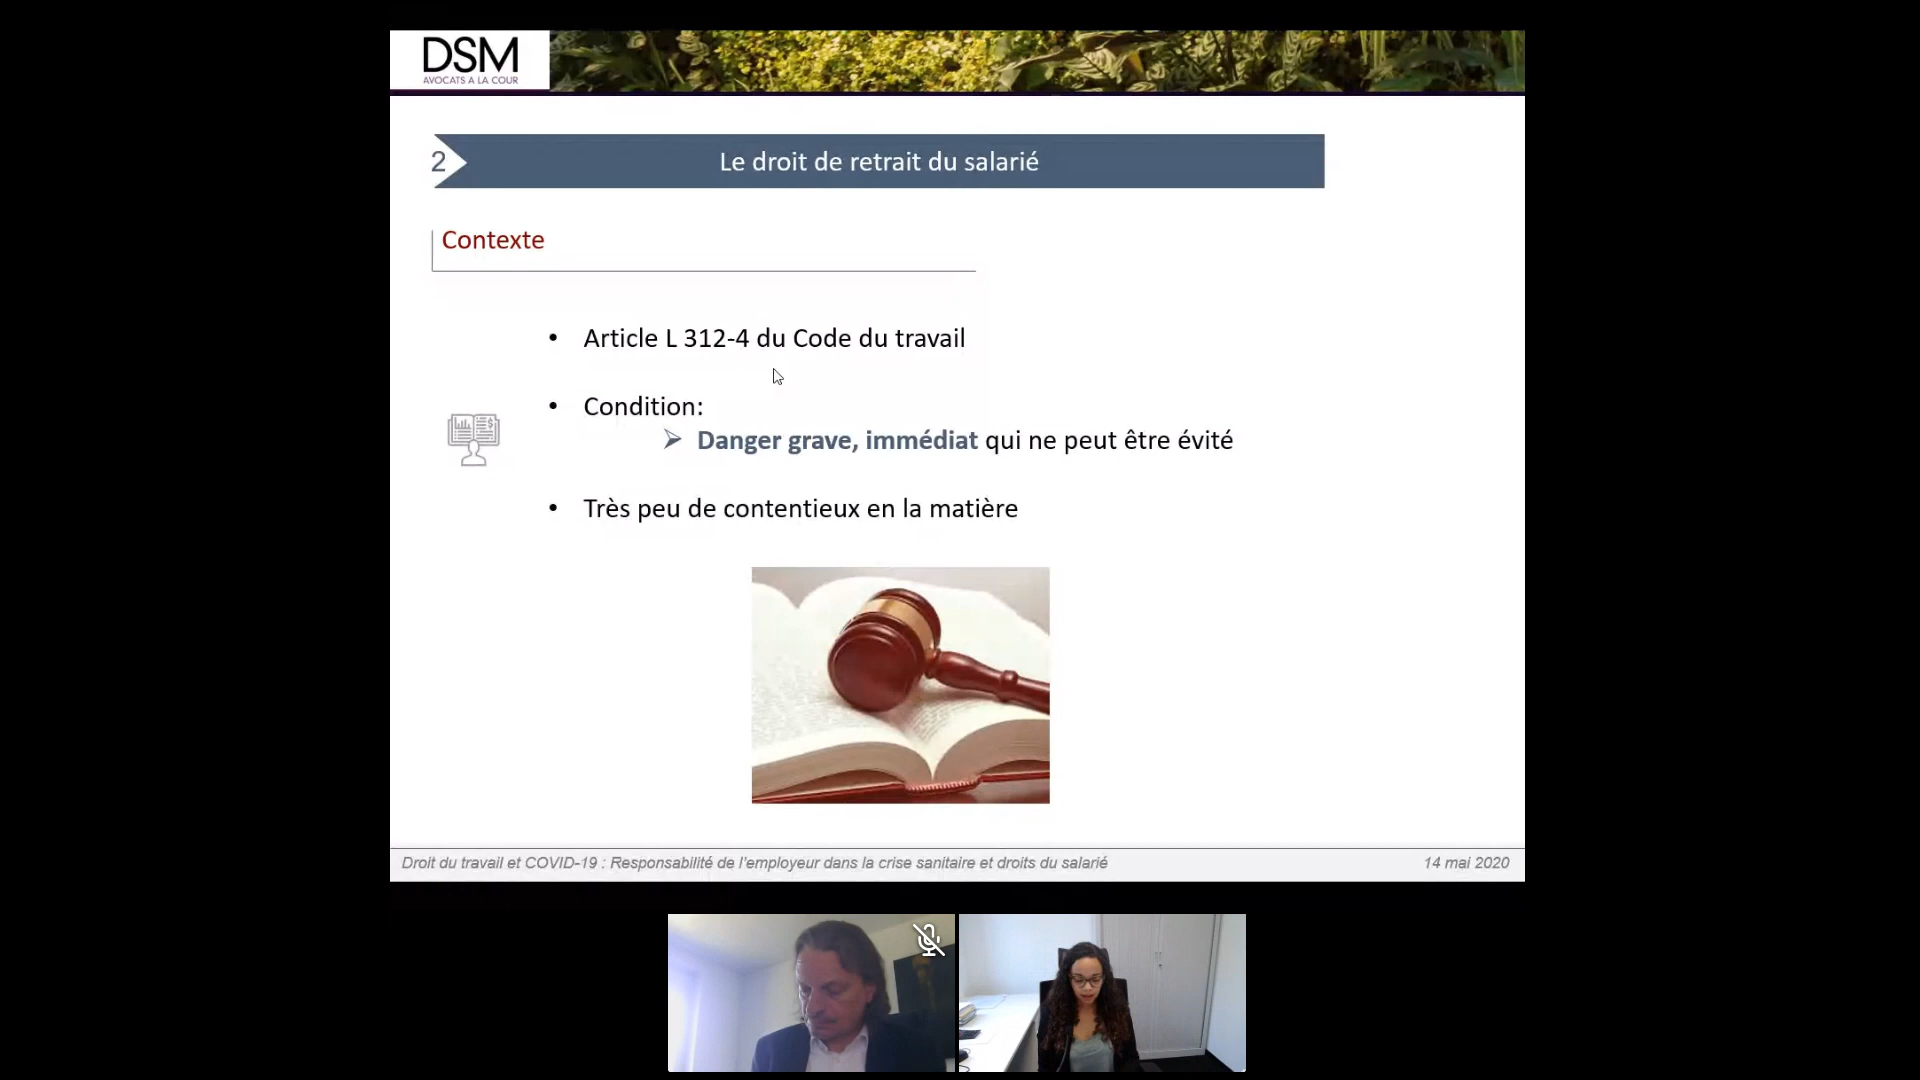 DSM
AVOCATS A LA COUR
2
Le droit de retrait du salarié
Contexte
• Article L 312-4 du Code du travail
• Condition:
➢ Danger grave, immédiat qui ne peut être évité
• Très peu de contentieux en la matière
Droit du travail et COVID-19 : Responsabilité de l'employeur dans la crise sanitaire et droits du salarié
14 mai 2020